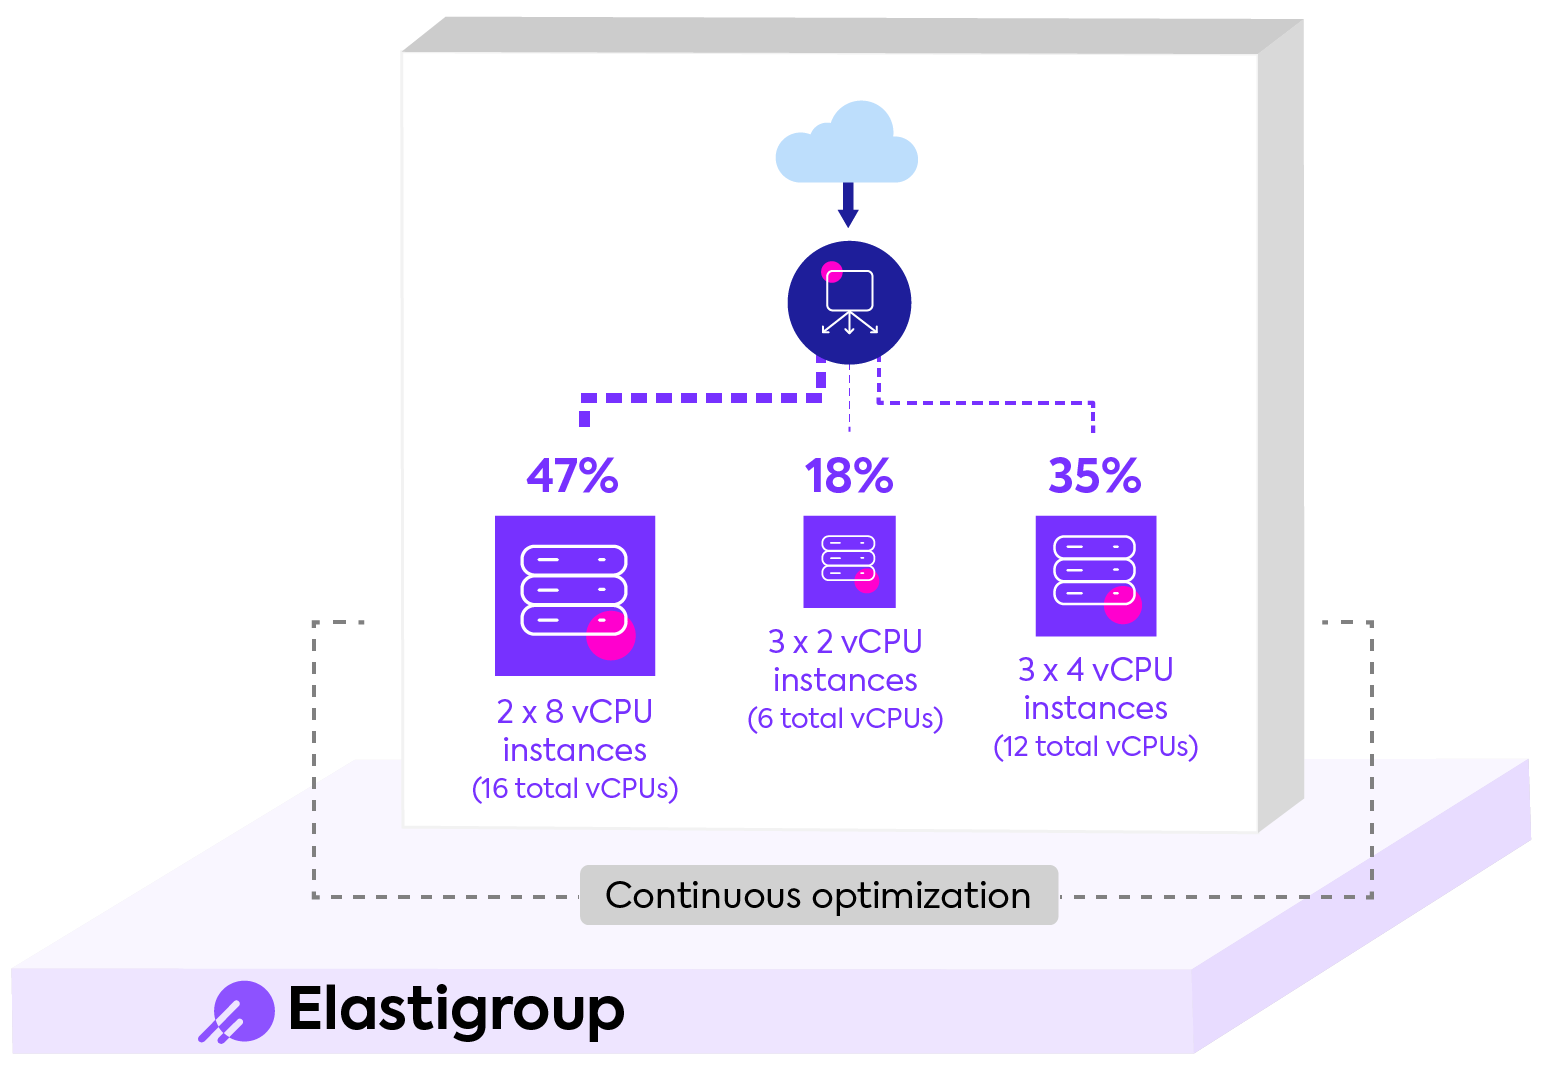 47%
2 x 8 vCPU
instances
(16 total vCPUs)
18%
3 x 2 vCPU
instances
(6 total vCPUs)
35%
3 x 4 vCPU
instances
(12 total vCPUs)
Continuous optimization
Elastigroup